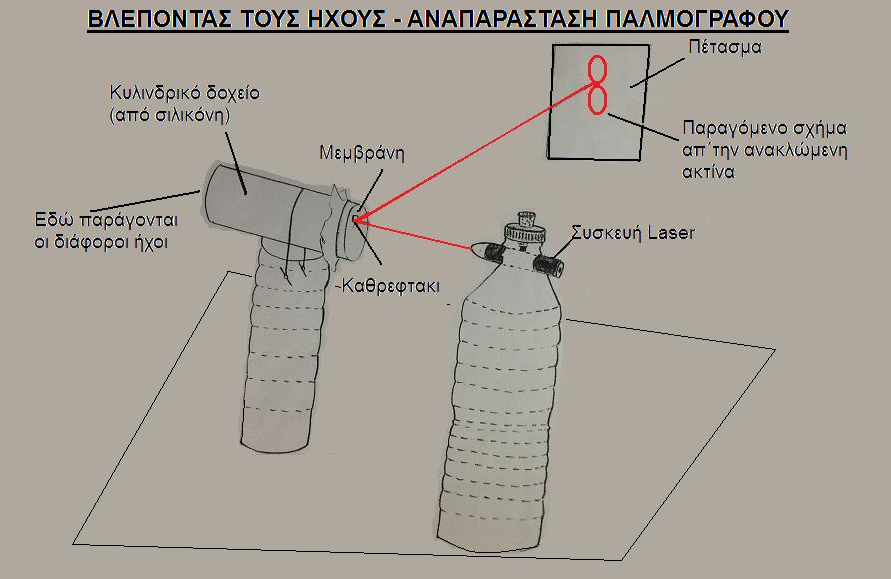 ΒΛΕΠΟΝΤΑΣ ΤΟΥΣ ΗΧΟΥΣ - ΑΝΑΠΑΡΑΣΤΑΣΗ ΠΑΛΜΟΓΡΑΦΟΥ
Πέτασμα
Κυλινδρικό δοχείο
(από σιλικόνη)
Παραγόμενο σχήμα
απ΄την ανακλώμενη
ακτίνα
Μεμβράνη
Εδώ παράγονται
οι διάφοροι ήχοι
Συσκευή Laser
-Καθρεφτακι